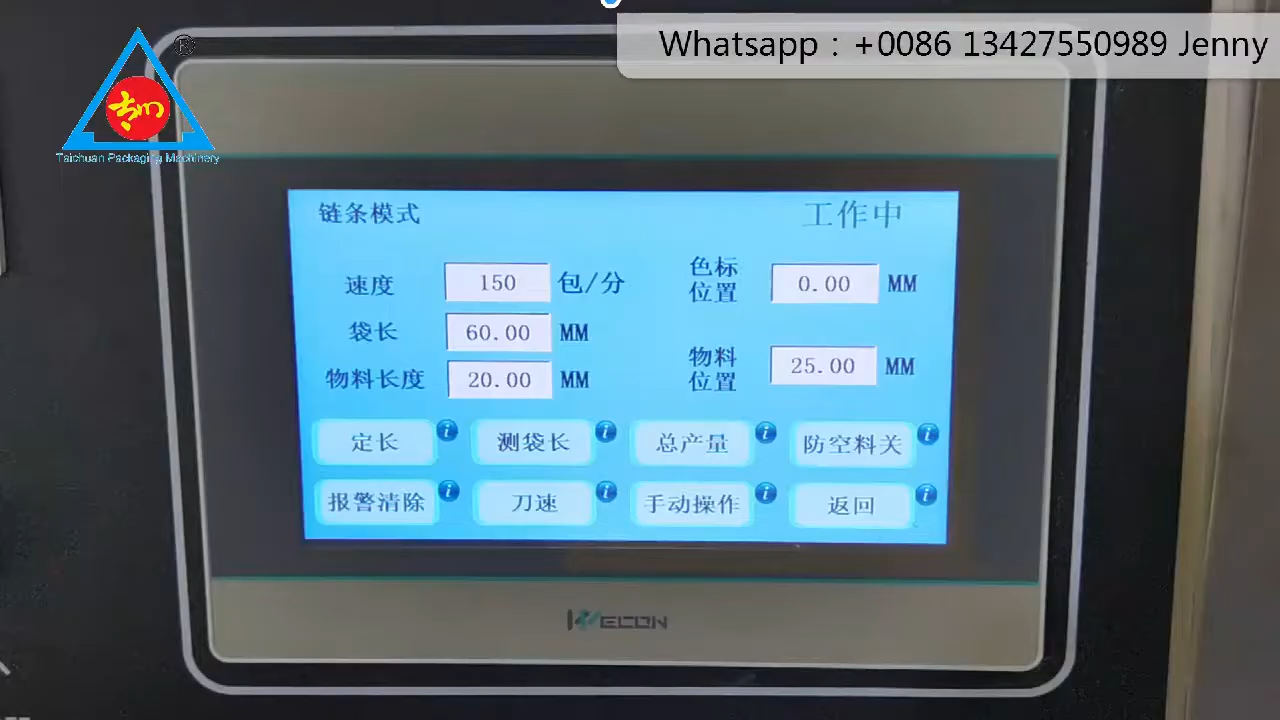 Whatsapp：+0086 13427550989 Jenny
®
Taichuan Packaging Machinery
链条模式
工作中
速度 150 包/分
色标位置 0.00 MM
袋长 60.00 MM
物料长度 20.00 MM
物料位置 25.00 MM
定长 测袋长 总产量 防空料关
报警清除 刀速 手动操作 返回
WECON